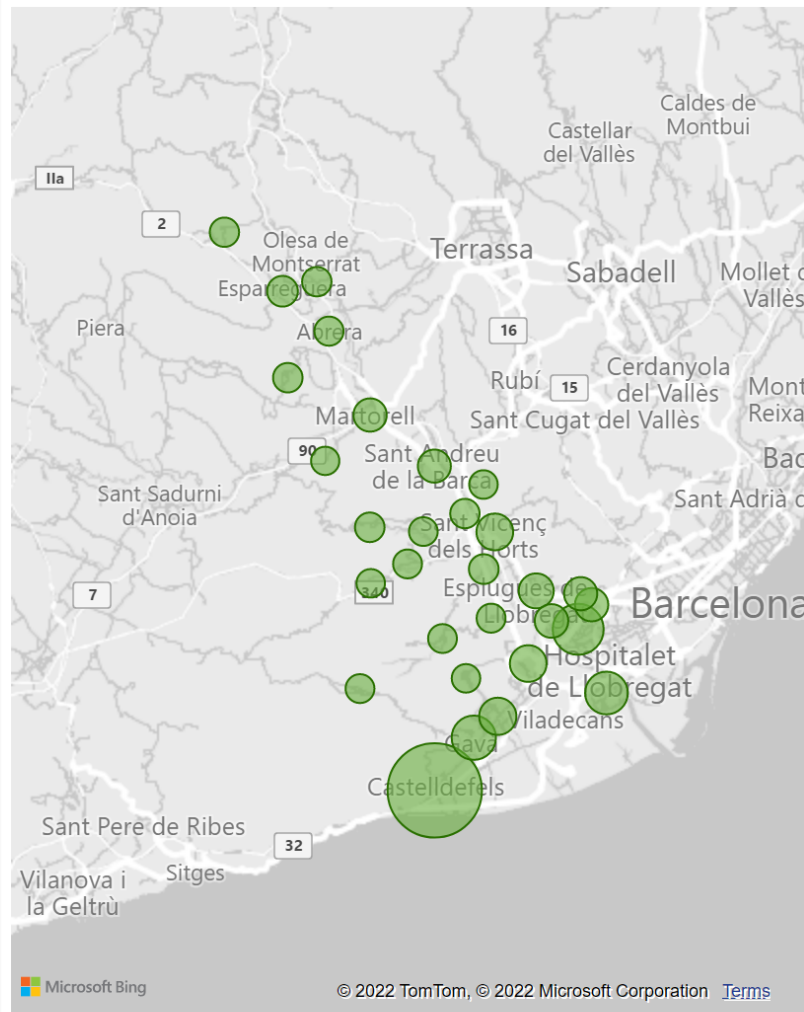 Caldes de
Montbui
Castellar
del Vallès
IIa
2
Olesa de
Montserrat
Terrassa
Sabadell
Mollet d
Vallès
Esparreguera
Piera
Abrera
16
Rubí
15
Cerdanyola
del Vallès
Mont
Reixa
Martorell
Sant Cugat del Vallès
90
Sant Andreu
de la Barca
Bad
Sant Sadurni
d'Anoia
Sant Adrià d
Sant Vicenç
dels Horts
7
340
Esplugues de
Llobregat
Barcelona
Hospitalet
de Llobregat
Viladecans
Gavà
Castelldefels
Sant Pere de Ribes
32
Sitges
Vilanova i
la Geltrù
Microsoft Bing
© 2022 TomTom, © 2022 Microsoft Corporation Terms